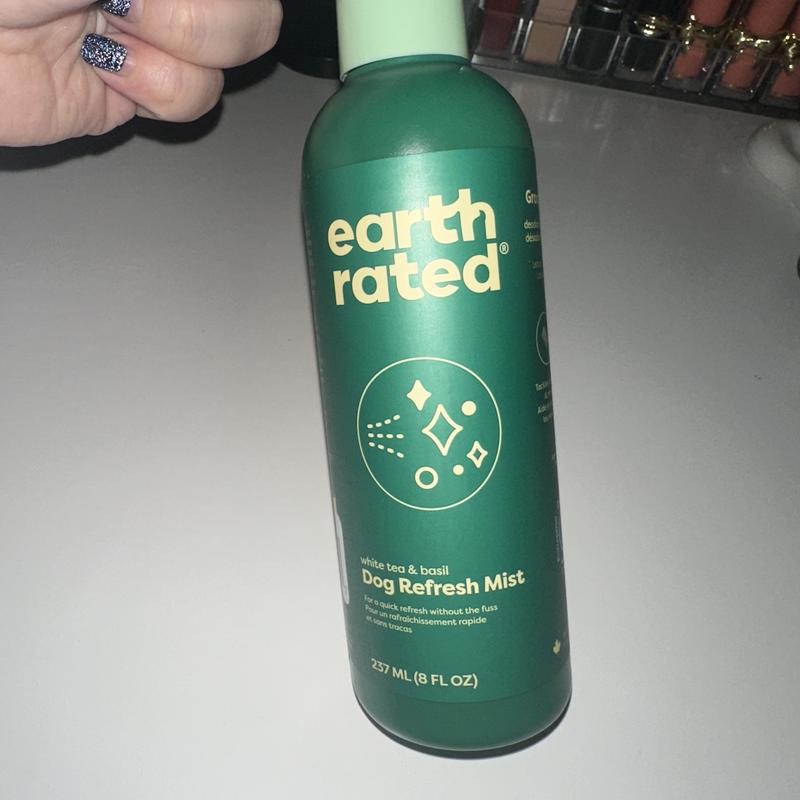 earth
rated®
white tea & basil
Dog Refresh Mist
For a quick refresh without the fuss
Pour un rafraîchissement rapide
et sans tracas
237 ML (8 FL OZ)